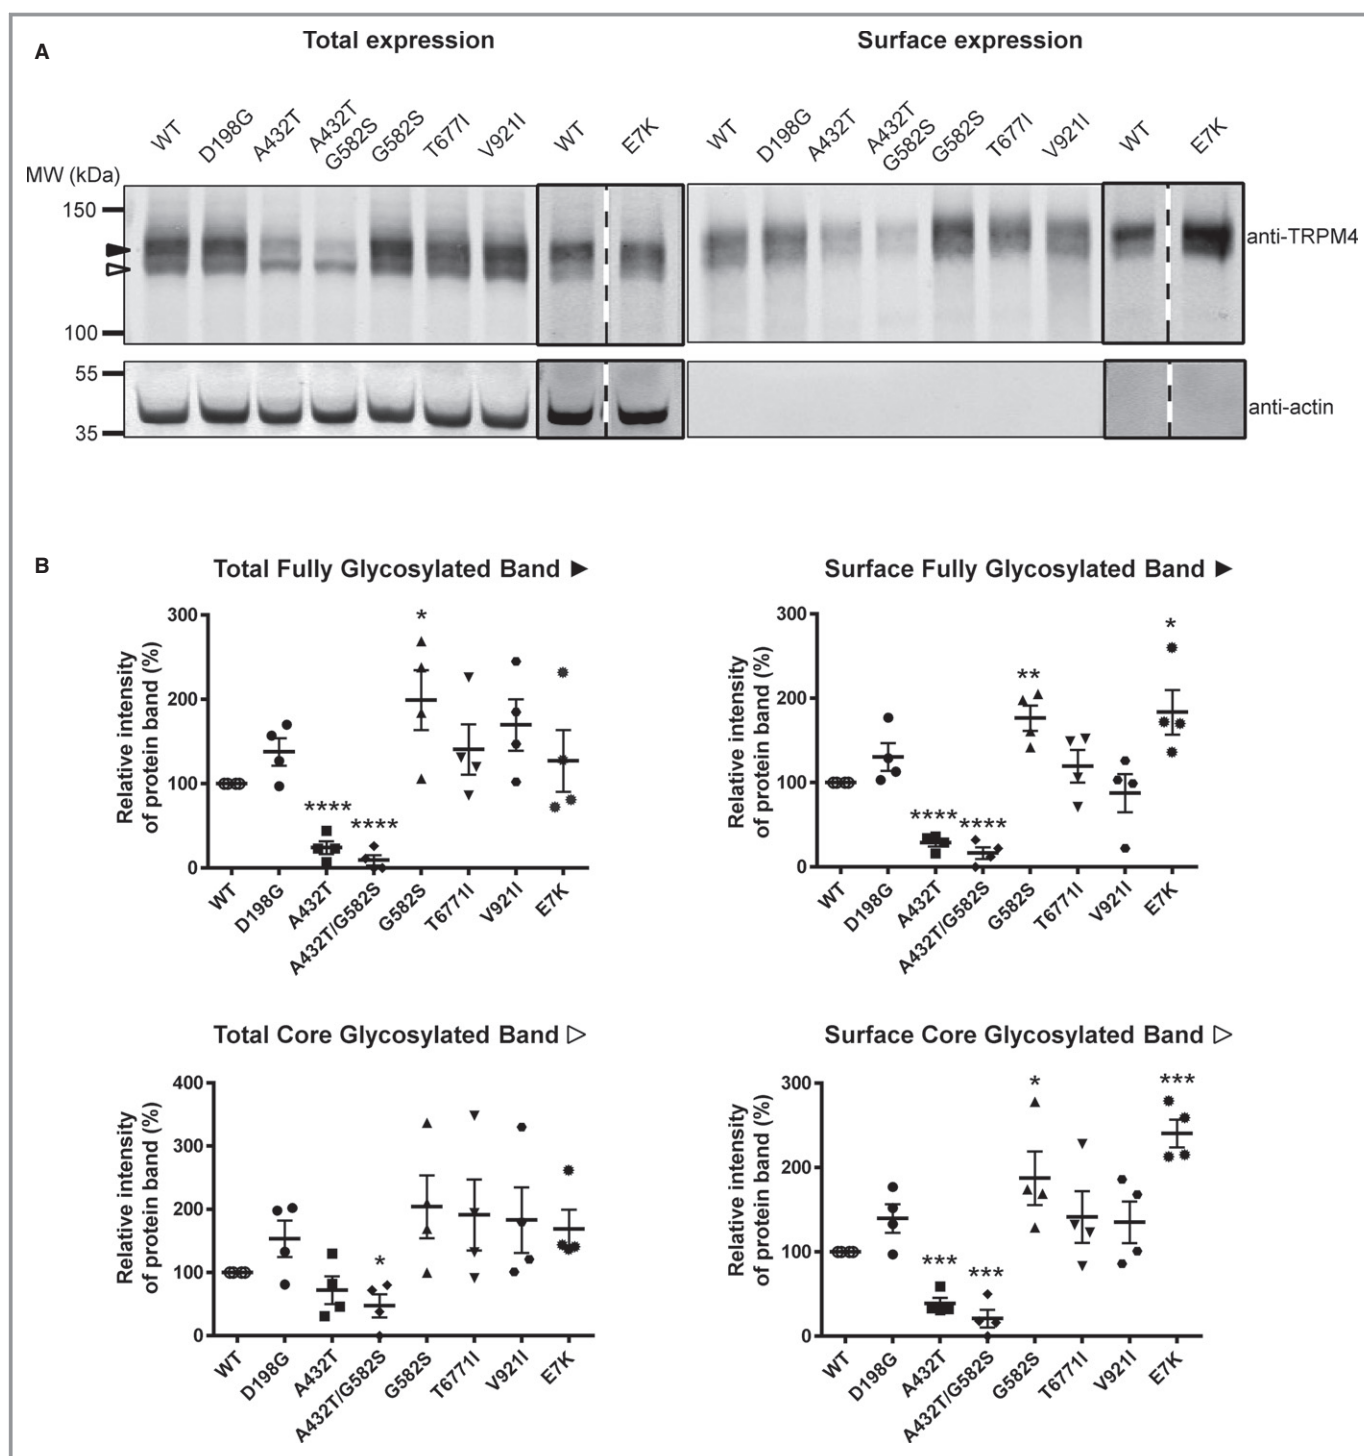 A
Total expression
Surface expression
WT D198G A432T A432T G582S G582S T677I V921I WT E7K
WT D198G A432T A432T G582S G582S T677I V921I WT E7K
MW (kDa)
150
100
anti-TRPM4
55
35
anti-actin
B
Total Fully Glycosylated Band
Relative intensity
of protein band (%)
300
200
100
0
*
**** ****
WT D198G A432T A432T/G582S G582S T6771I V921I E7K
Surface Fully Glycosylated Band
Relative intensity
of protein band (%)
300
200
100
0
*
**
**** ****
WT D198G A432T A432T/G582S G582S T6771I V921I E7K
Total Core Glycosylated Band
Relative intensity
of protein band (%)
400
300
200
100
0
*
WT D198G A432T A432T/G582S G582S T6771I V921I E7K
Surface Core Glycosylated Band
Relative intensity
of protein band (%)
300
200
100
0
* ***
*** ***
WT D198G A432T A432T/G582S G582S T6771I V921I E7K